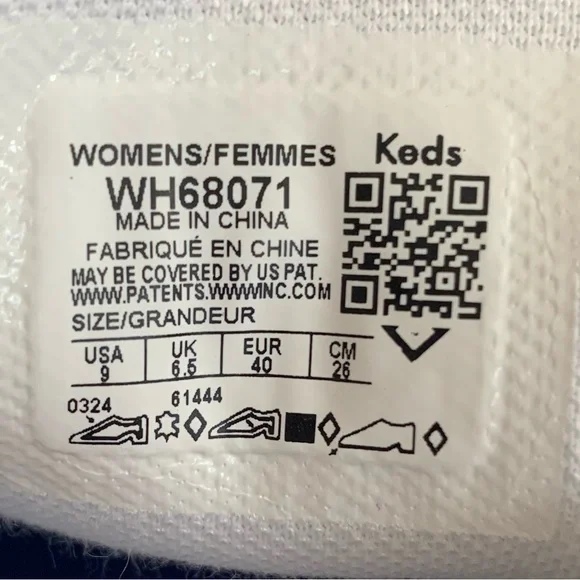 WOMENS/FEMMES Keds
WH68071
MADE IN CHINA
FABRIQUÉ EN CHINE
MAY BE COVERED BY US PAT.
WWW.PATENTS.WWWINC.COM
SIZE/GRANDEUR
USA UK EUR CM
9 6.5 40 26
0324 61444